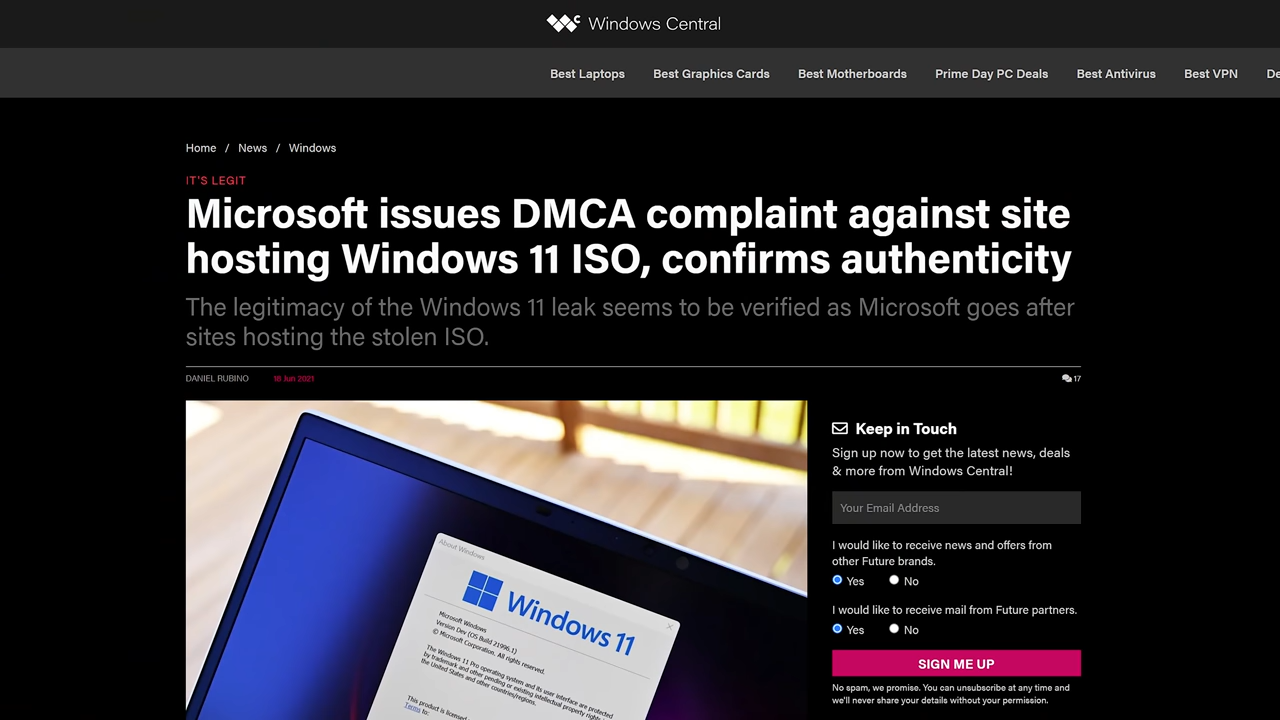 Windows Central
Best Laptops Best Graphics Cards Best Motherboards Prime Day PC Deals Best Antivirus Best VPN De
Home / News / Windows
IT'S LEGIT
Microsoft issues DMCA complaint against site
hosting Windows 11 ISO, confirms authenticity
The legitimacy of the Windows 11 leak seems to be verified as Microsoft goes after
sites hosting the stolen ISO.
DANIEL RUBINO 18 Jun 2021 17
About Windows
Windows 11
Microsoft Windows
Version Dev (OS Build 21996.1)
© Microsoft Corporation. All rights reserved.
The Windows 11 Pro operating system and its user interface are protected
by trademark and other pending or existing intellectual property rights in
the United States and other countries/regions.
This product is licensed
Terms to:
Keep in Touch
Sign up now to get the latest news, deals
& more from Windows Central!
Your Email Address
I would like to receive news and offers from
other Future brands.
Yes No
I would like to receive mail from Future partners.
Yes No
SIGN ME UP
No spam, we promise. You can unsubscribe at any time and
we'll never share your details without your permission.